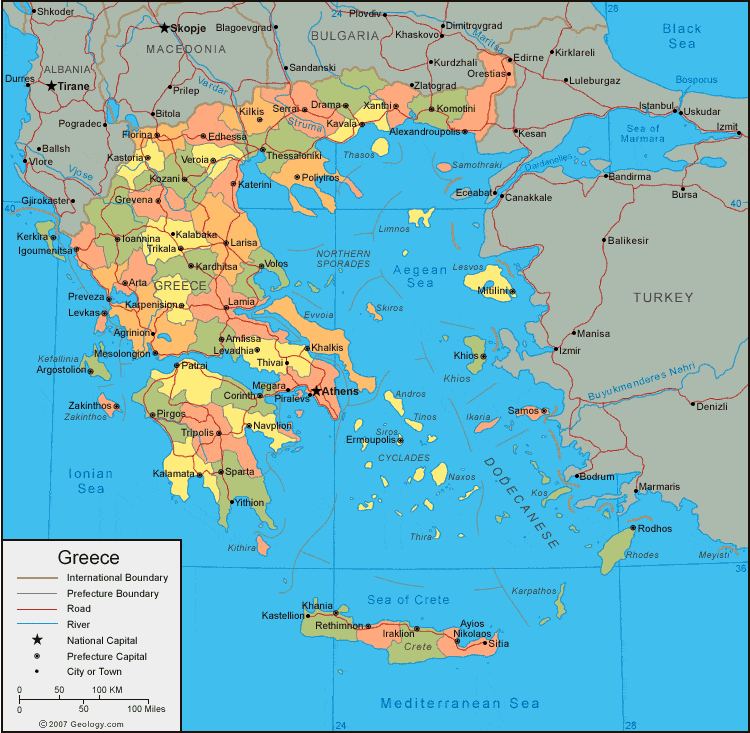 Shkoder
24
28
Plovdiv
Skopje
Blagoevgrad
Dimitrovgrad
Black
Sea
BULGARIA
Khaskovo
Maritsa
MACEDONIA
Edirne
Kirklareli
ALBANIA
Sandanski
Kurdzhali
Orestias
Durres
Tirane
Vardar
Zlatograd
Luleburgaz
Bosporus
Prilep
Drama
Xanthi
Istanbul
Uskudar
Kilkis
Serrai
Komotini
Bitola
Pogradec
Struma
Kavala
Alexandroupolis
Kesan
Sea of
Marmara
Izmit
Florina
Edhessa
Ballsh
Vlore
Kastoria
Veroia
Thessaloniki
Thasos
Samothraki
Dardanelles
Vjose
Kozani
Katerini
Poliyiros
Bandirma
Gjirokaster
Grevena
Eceabat
Canakkale
Bursa
40
40
Kerkira
Ioannina
Kalabaka
Limnos
Igoumenitsa
Trikala
Larisa
Balikesir
NORTHERN
SPORADES
Kardhitsa
Volos
Aegean
Sea
Lesvos
Arta
GREECE
Mitilini
Preveza
Karpenision
Lamia
TURKEY
Levkas
Evvoia
Skiros
Agrinion
Amfissa
Manisa
Mesolongion
Levadhia
Khalkis
Khios
Izmir
Kefallinia
Argostolion
Patrai
Thivai
Khios
Megara
Athens
Buyukmenderes Nehri
Corinth
Piraievs
Andros
Zakinthos
Zakinthos
Pirgos
Navplion
Tinos
Ikaria
Samos
Denizli
Tripolis
Siros
Ermoupolis
CYCLADES
DODECANESE
Ionian
Sea
Kalamata
Sparta
Naxos
Bodrum
Kos
Marmaris
Yithion
Rodhos
Thira
Kithira
Rhodes
Meyisti
36
Greece
International Boundary
Prefecture Boundary
Road
River
National Capital
Prefecture Capital
City or Town
0 50 100 KM
0 50 100 Miles
© 2007 Geology.com
Karpathos
Sea of Crete
Khania
Kastellion
Rethimnon
Iraklion
Ayios
Nikolaos
Sitia
Crete
Mediterranean Sea
24
28